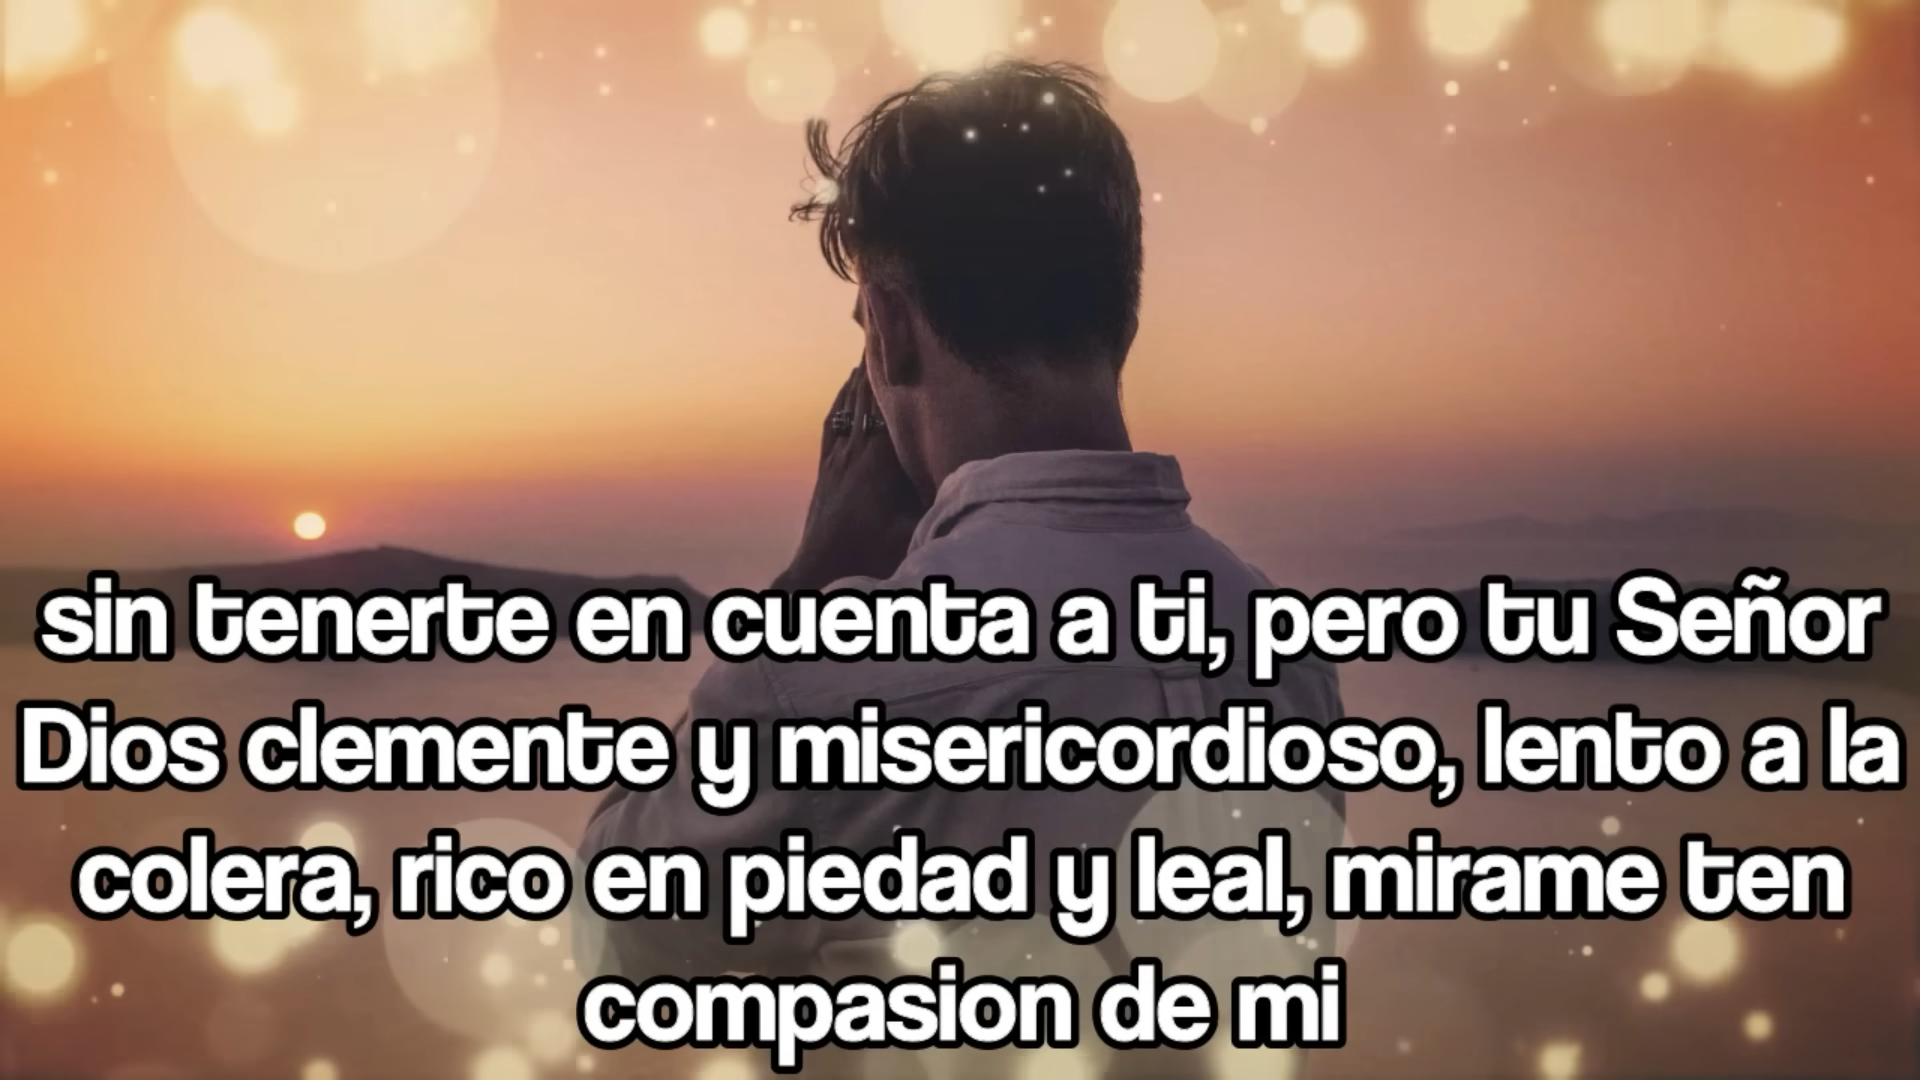 sin tenerte en cuenta a ti, pero tu Señor
Dios clemente y misericordioso, lento a la
colera, rico en piedad y leal, mirame ten
compasion de mi